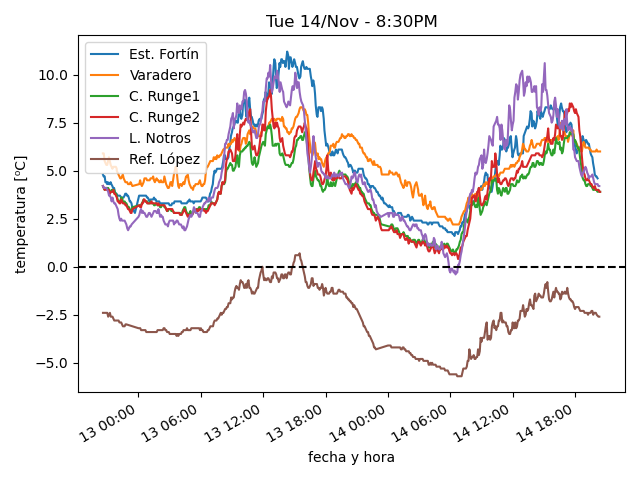 Tue 14/Nov - 8:30PM
Est. Fortín
Varadero
C. Runge1
C. Runge2
L. Notros
Ref. López
temperatura [ºC]
10.0
7.5
5.0
2.5
0.0
−2.5
−5.0
13 00:00
13 06:00
13 12:00
13 18:00
14 00:00
14 06:00
14 12:00
14 18:00
fecha y hora